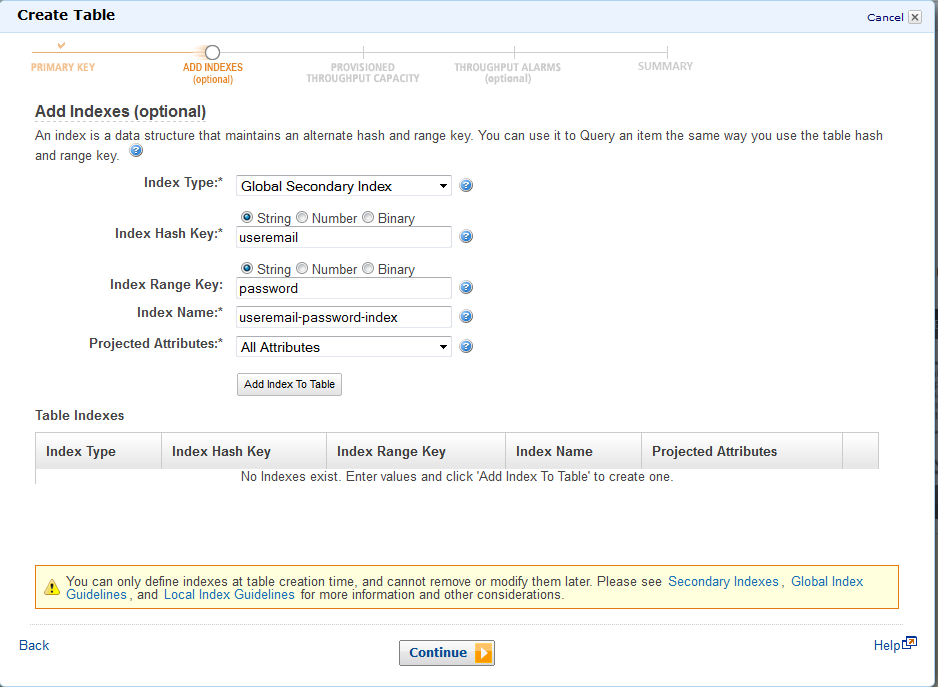 Create Table
Cancel
PRIMARY KEY
ADD INDEXES
(optional)
PROVISIONED
THROUGHPUT CAPACITY
THROUGHPUT ALARMS
(optional)
SUMMARY
Add Indexes (optional)
An index is a data structure that maintains an alternate hash and range key. You can use it to Query an item the same way you use the table hash
and range key. ?
Index Type:* Global Secondary Index ?
String Number Binary
Index Hash Key:* useremail ?
String Number Binary
Index Range Key: password ?
Index Name:* useremail-password-index ?
Projected Attributes:* All Attributes ?
Add Index To Table
Table Indexes
Index Type Index Hash Key Index Range Key Index Name Projected Attributes
No Indexes exist. Enter values and click 'Add Index To Table' to create one.
You can only define indexes at table creation time, and cannot remove or modify them later. Please see Secondary Indexes, Global Index
Guidelines, and Local Index Guidelines for more information and other considerations.
Back
Continue
Help